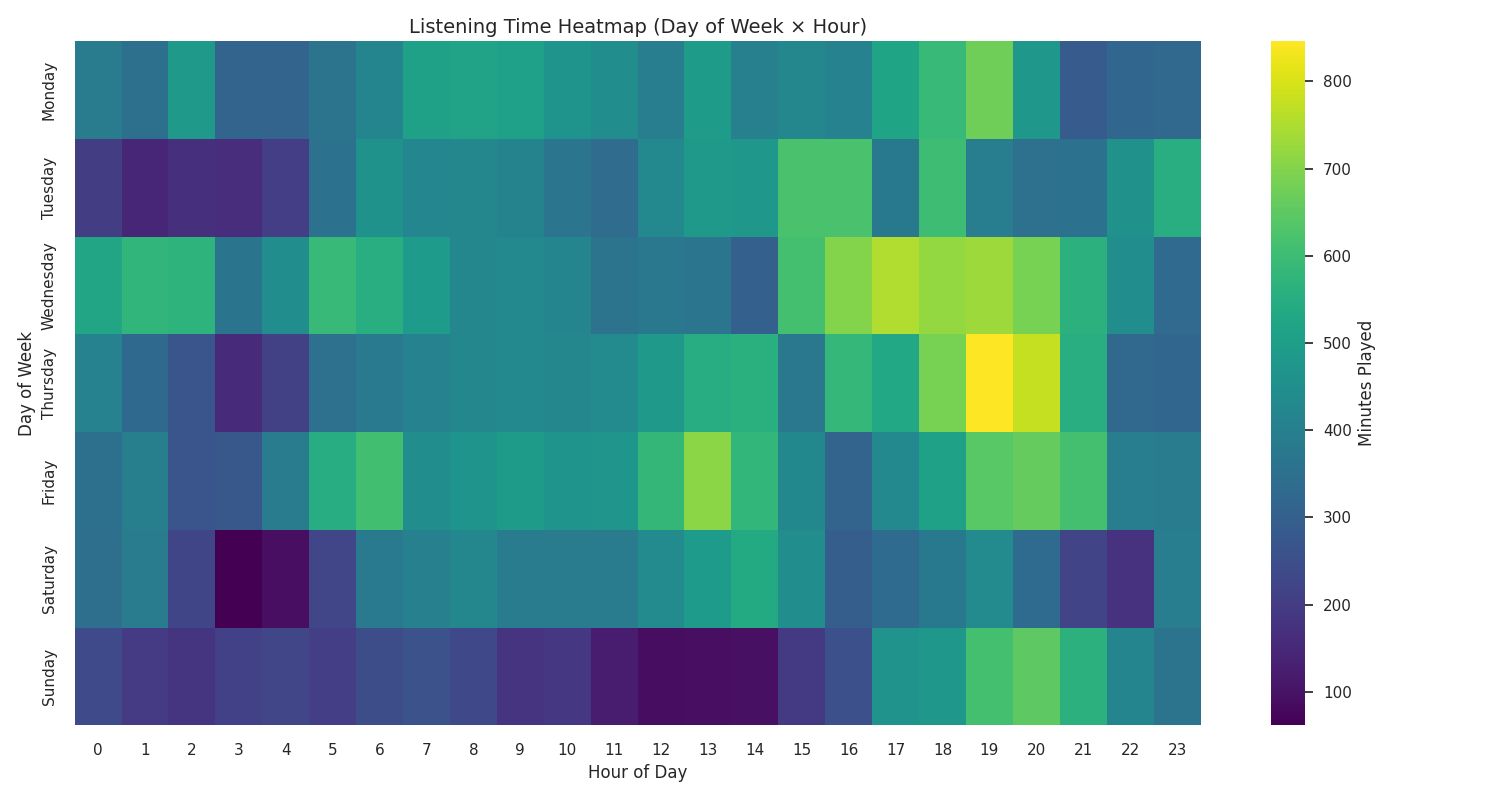 Listening Time Heatmap (Day of Week × Hour)
Day of Week
Monday
Tuesday
Wednesday
Thursday
Friday
Saturday
Sunday
0 1 2 3 4 5 6 7 8 9 10 11 12 13 14 15 16 17 18 19 20 21 22 23
Hour of Day
800
700
600
500
400
300
200
100
Minutes Played